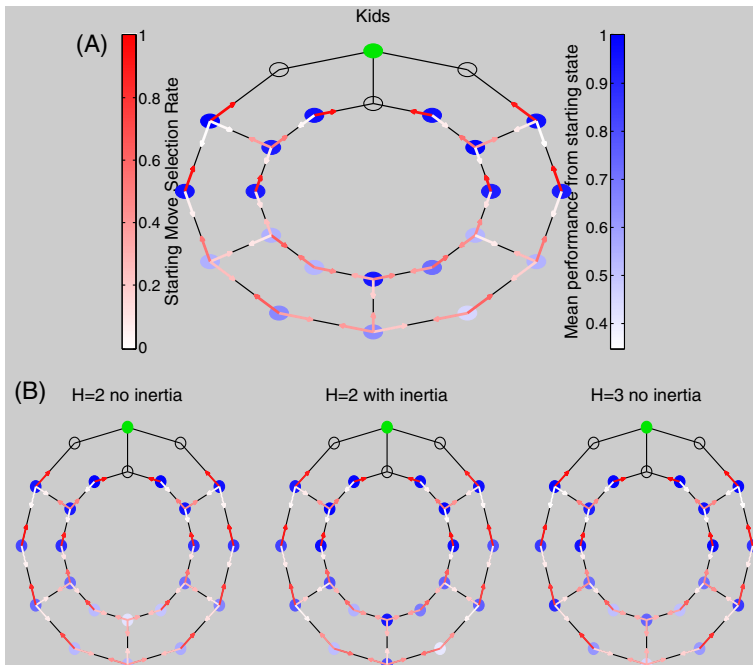 Kids
(A)
1
0.8
0.6
0.4
0.2
0
Starting Move Selection Rate
1
0.9
0.8
0.7
0.6
0.5
0.4
Mean performance from starting state
(B)
H=2 no inertia
H=2 with inertia
H=3 no inertia